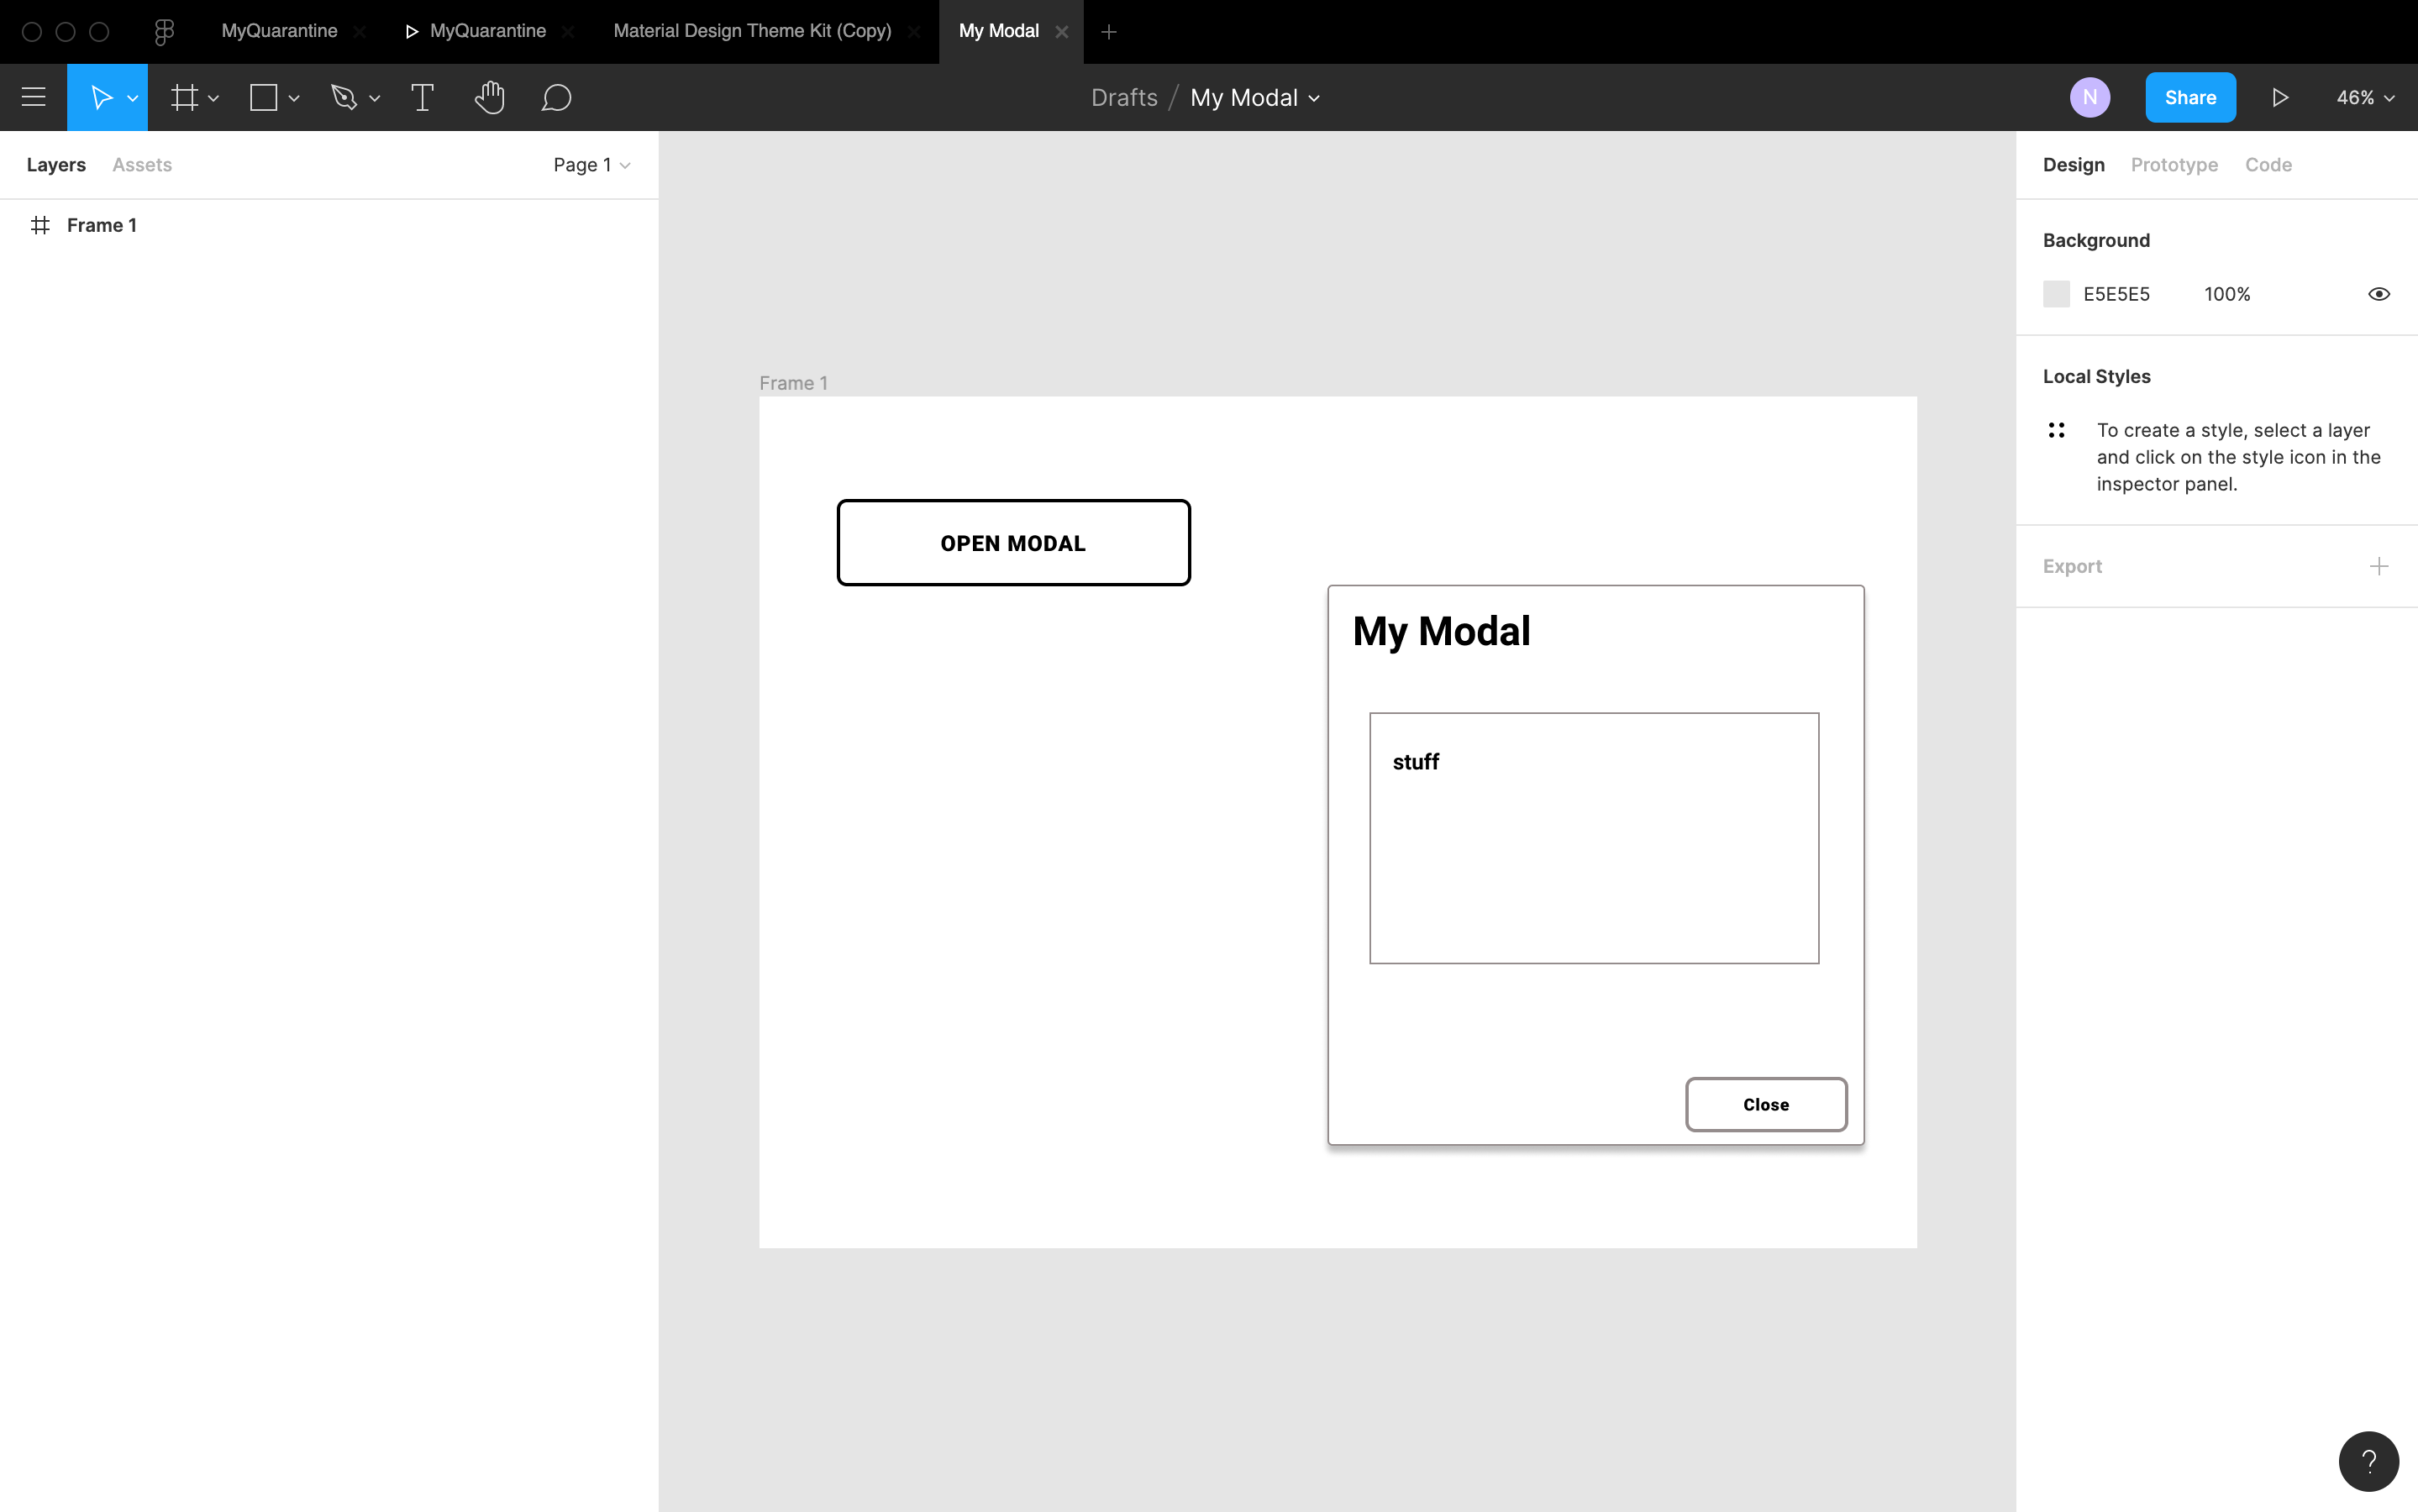 MyQuarantine
MyQuarantine
Material Design Theme Kit (Copy)
My Modal
Drafts / My Modal
N
Share
46%
Layers
Assets
Page 1
Frame 1
Frame 1
OPEN MODAL
My Modal
stuff
Close
Design
Prototype
Code
Background
E5E5E5
100%
Local Styles
To create a style, select a layer
and click on the style icon in the
inspector panel.
Export
?